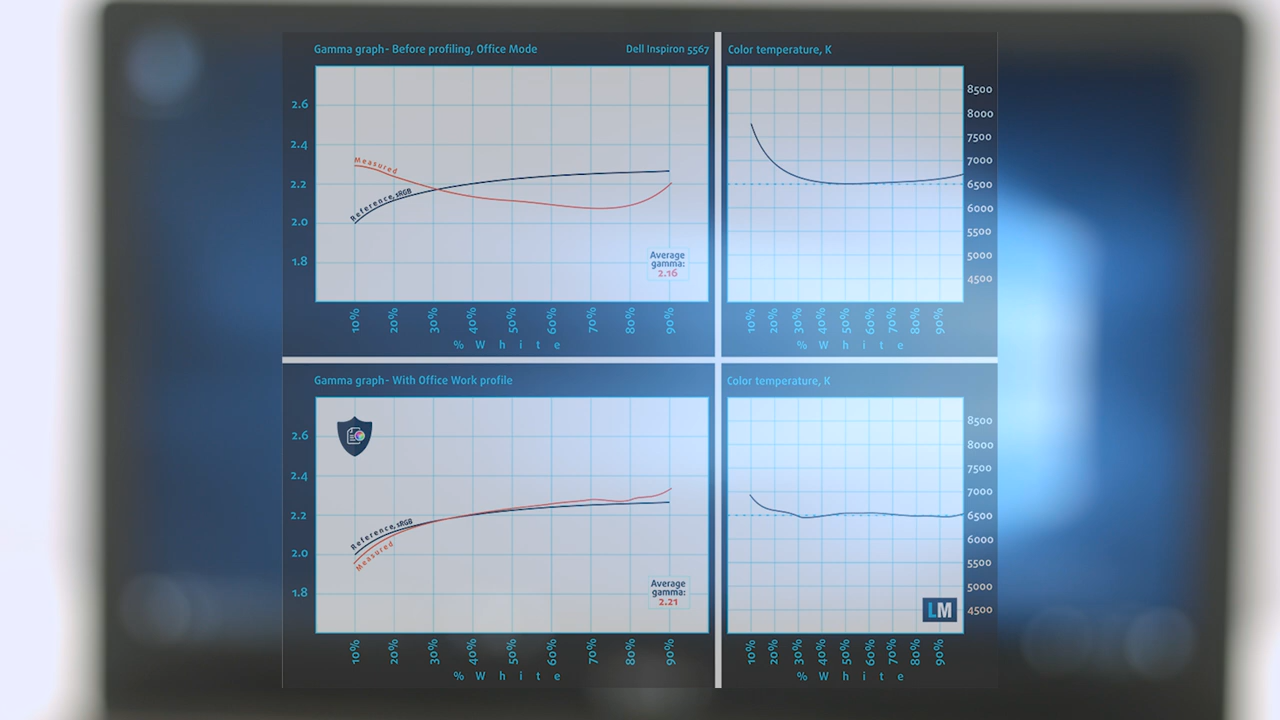 Gamma graph- Before profiling, Office Mode
Dell Inspiron 5567
2.6
2.4
2.2
2.0
1.8
Measured
Reference, sRGB
Average
gamma:
2.16
10% 20% 30% 40% 50% 60% 70% 80% 90%
% White
Color temperature, K
8500
8000
7500
7000
6500
6000
5500
5000
4500
10% 20% 30% 40% 50% 60% 70% 80% 90%
% White
Gamma graph- With Office Work profile
2.6
2.4
2.2
2.0
1.8
Reference, sRGB
Measured
Average
gamma:
2.21
10% 20% 30% 40% 50% 60% 70% 80% 90%
% White
Color temperature, K
8500
8000
7500
7000
6500
6000
5500
5000
4500
LM
10% 20% 30% 40% 50% 60% 70% 80% 90%
% White